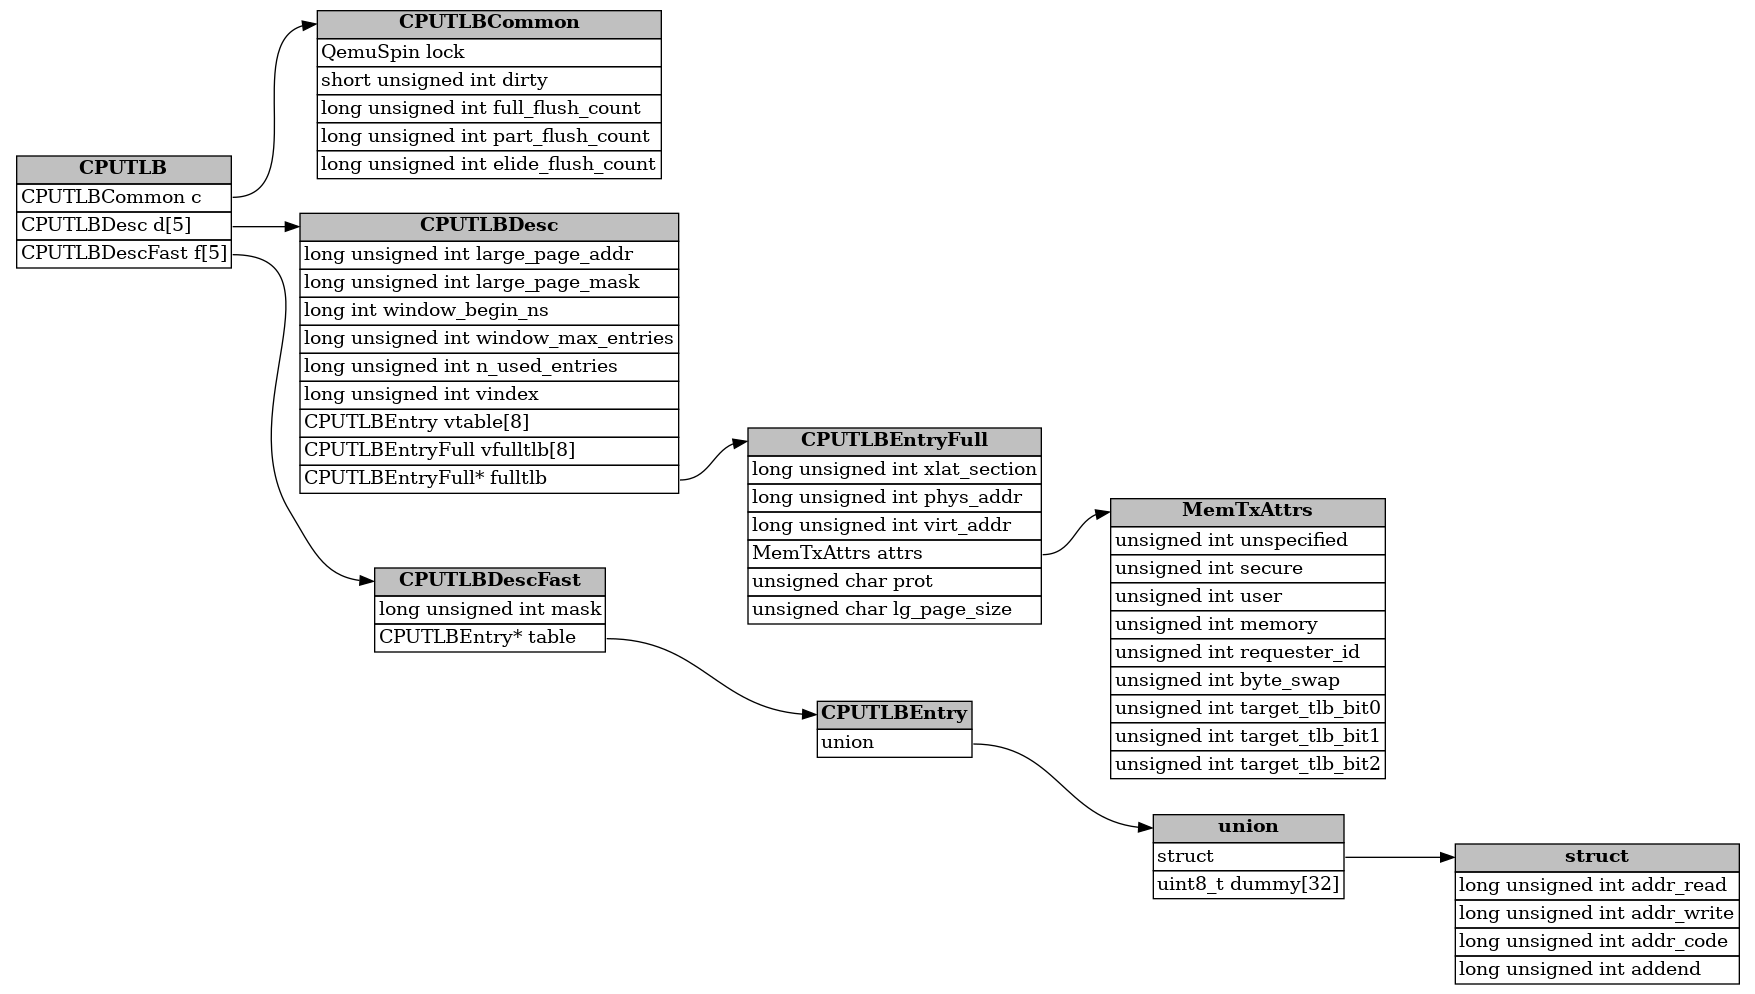 CPUTLBCommon
QemuSpin lock
short unsigned int dirty
long unsigned int full_flush_count
long unsigned int part_flush_count
long unsigned int elide_flush_count
CPUTLB
CPUTLBCommon c
CPUTLBDesc d[5]
CPUTLBDescFast f[5]
CPUTLBDesc
long unsigned int large_page_addr
long unsigned int large_page_mask
long int window_begin_ns
long unsigned int window_max_entries
long unsigned int n_used_entries
long unsigned int vindex
CPUTLBEntry vtable[8]
CPUTLBEntryFull vfulltlb[8]
CPUTLBEntryFull* fulltlb
CPUTLBEntryFull
long unsigned int xlat_section
long unsigned int phys_addr
long unsigned int virt_addr
MemTxAttrs attrs
unsigned char prot
unsigned char lg_page_size
MemTxAttrs
unsigned int unspecified
unsigned int secure
unsigned int user
unsigned int memory
unsigned int requester_id
unsigned int byte_swap
unsigned int target_tlb_bit0
unsigned int target_tlb_bit1
unsigned int target_tlb_bit2
CPUTLBDescFast
long unsigned int mask
CPUTLBEntry* table
CPUTLBEntry
union
union
struct
uint8_t dummy[32]
struct
long unsigned int addr_read
long unsigned int addr_write
long unsigned int addr_code
long unsigned int addend